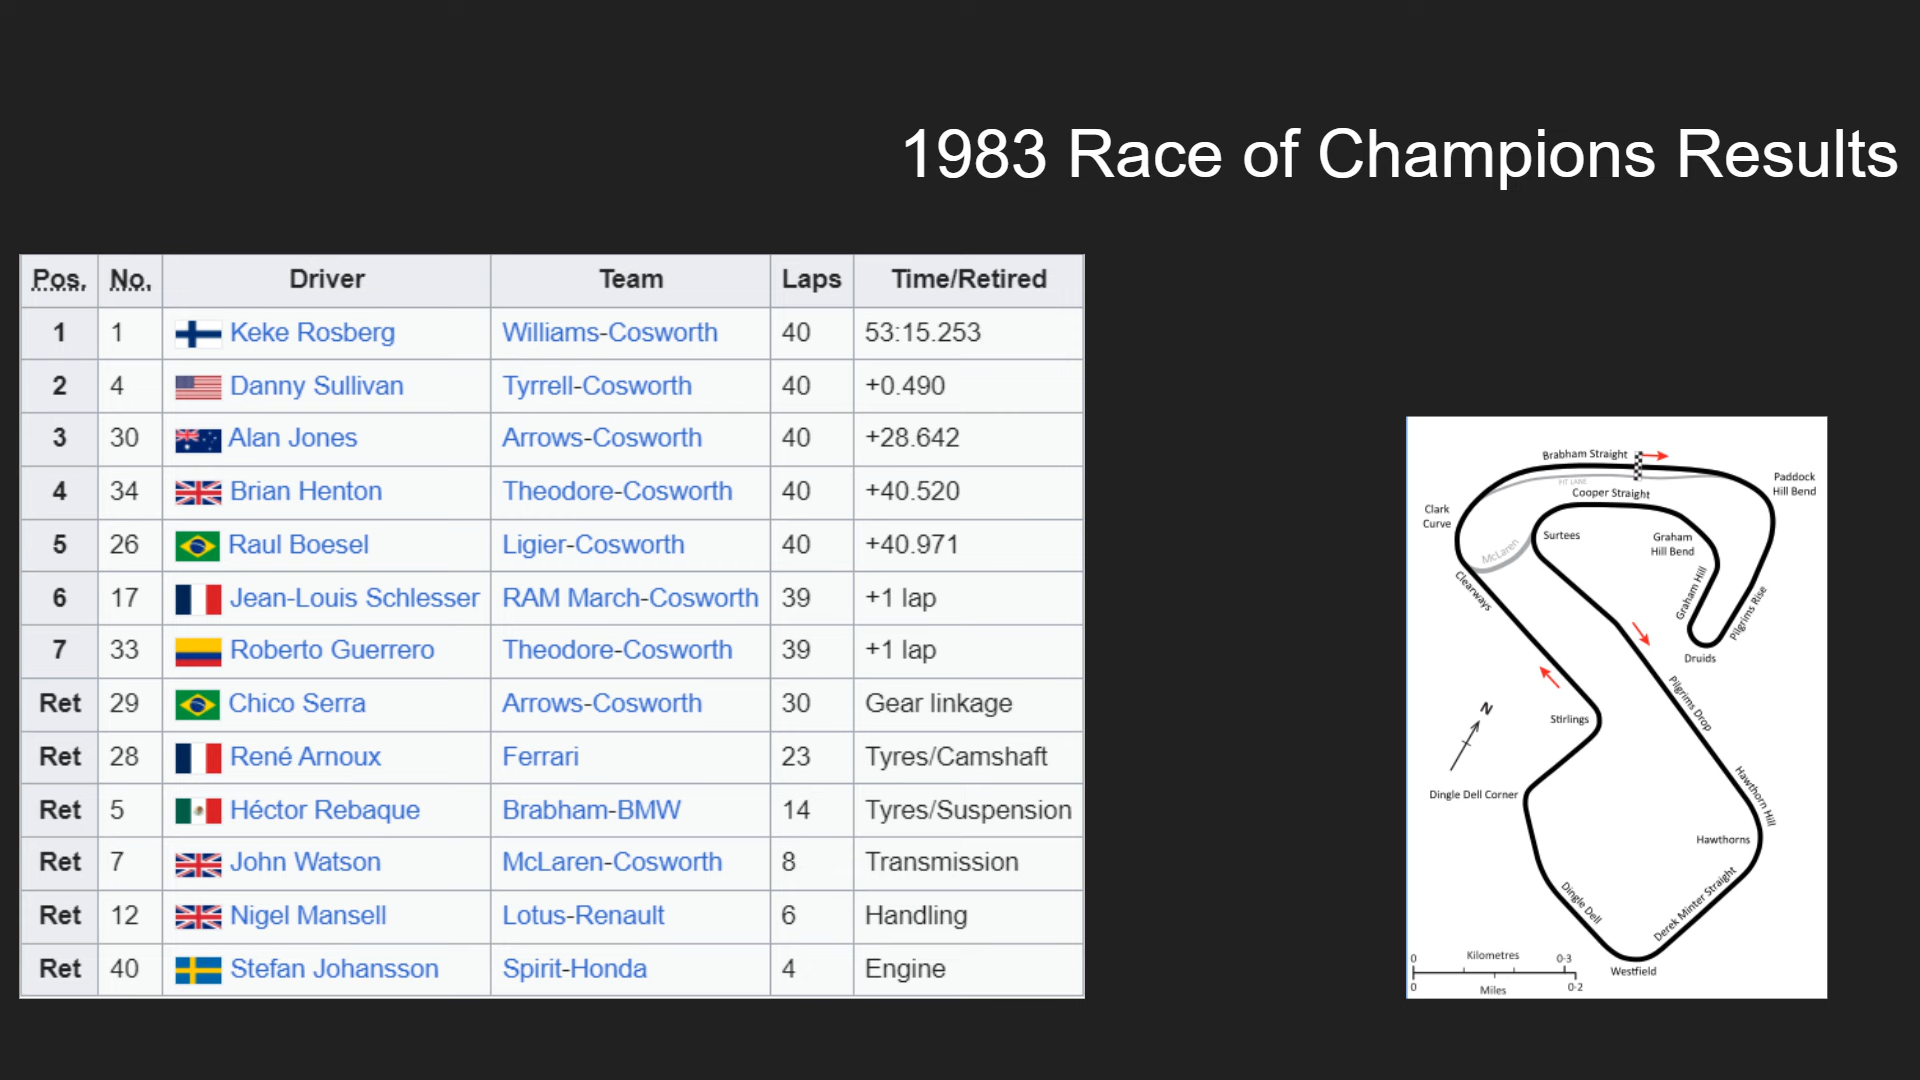 1983 Race of Champions Results
Pos. No. Driver Team Laps Time/Retired
1 1 Keke Rosberg Williams-Cosworth 40 53:15.253
2 4 Danny Sullivan Tyrrell-Cosworth 40 +0.490
3 30 Alan Jones Arrows-Cosworth 40 +28.642
4 34 Brian Henton Theodore-Cosworth 40 +40.520
5 26 Raul Boesel Ligier-Cosworth 40 +40.971
6 17 Jean-Louis Schlesser RAM March-Cosworth 39 +1 lap
7 33 Roberto Guerrero Theodore-Cosworth 39 +1 lap
Ret 29 Chico Serra Arrows-Cosworth 30 Gear linkage
Ret 28 René Arnoux Ferrari 23 Tyres/Camshaft
Ret 5 Héctor Rebaque Brabham-BMW 14 Tyres/Suspension
Ret 7 John Watson McLaren-Cosworth 8 Transmission
Ret 12 Nigel Mansell Lotus-Renault 6 Handling
Ret 40 Stefan Johansson Spirit-Honda 4 Engine
Brabham Straight
Paddock
Hill Bend
PIT LANE
Cooper Straight
Clark
Curve
Surtees
Graham
Hill Bend
McLaren
Clearways
Graham Hill
Pilgrims Rise
Druids
Pilgrims Drop
N
Stirlings
Hawthorn Hill
Dingle Dell Corner
Hawthorns
Dingle Dell
Derek Minter Straight
Westfield
Kilometres
0 0·3
0 0·2
Miles